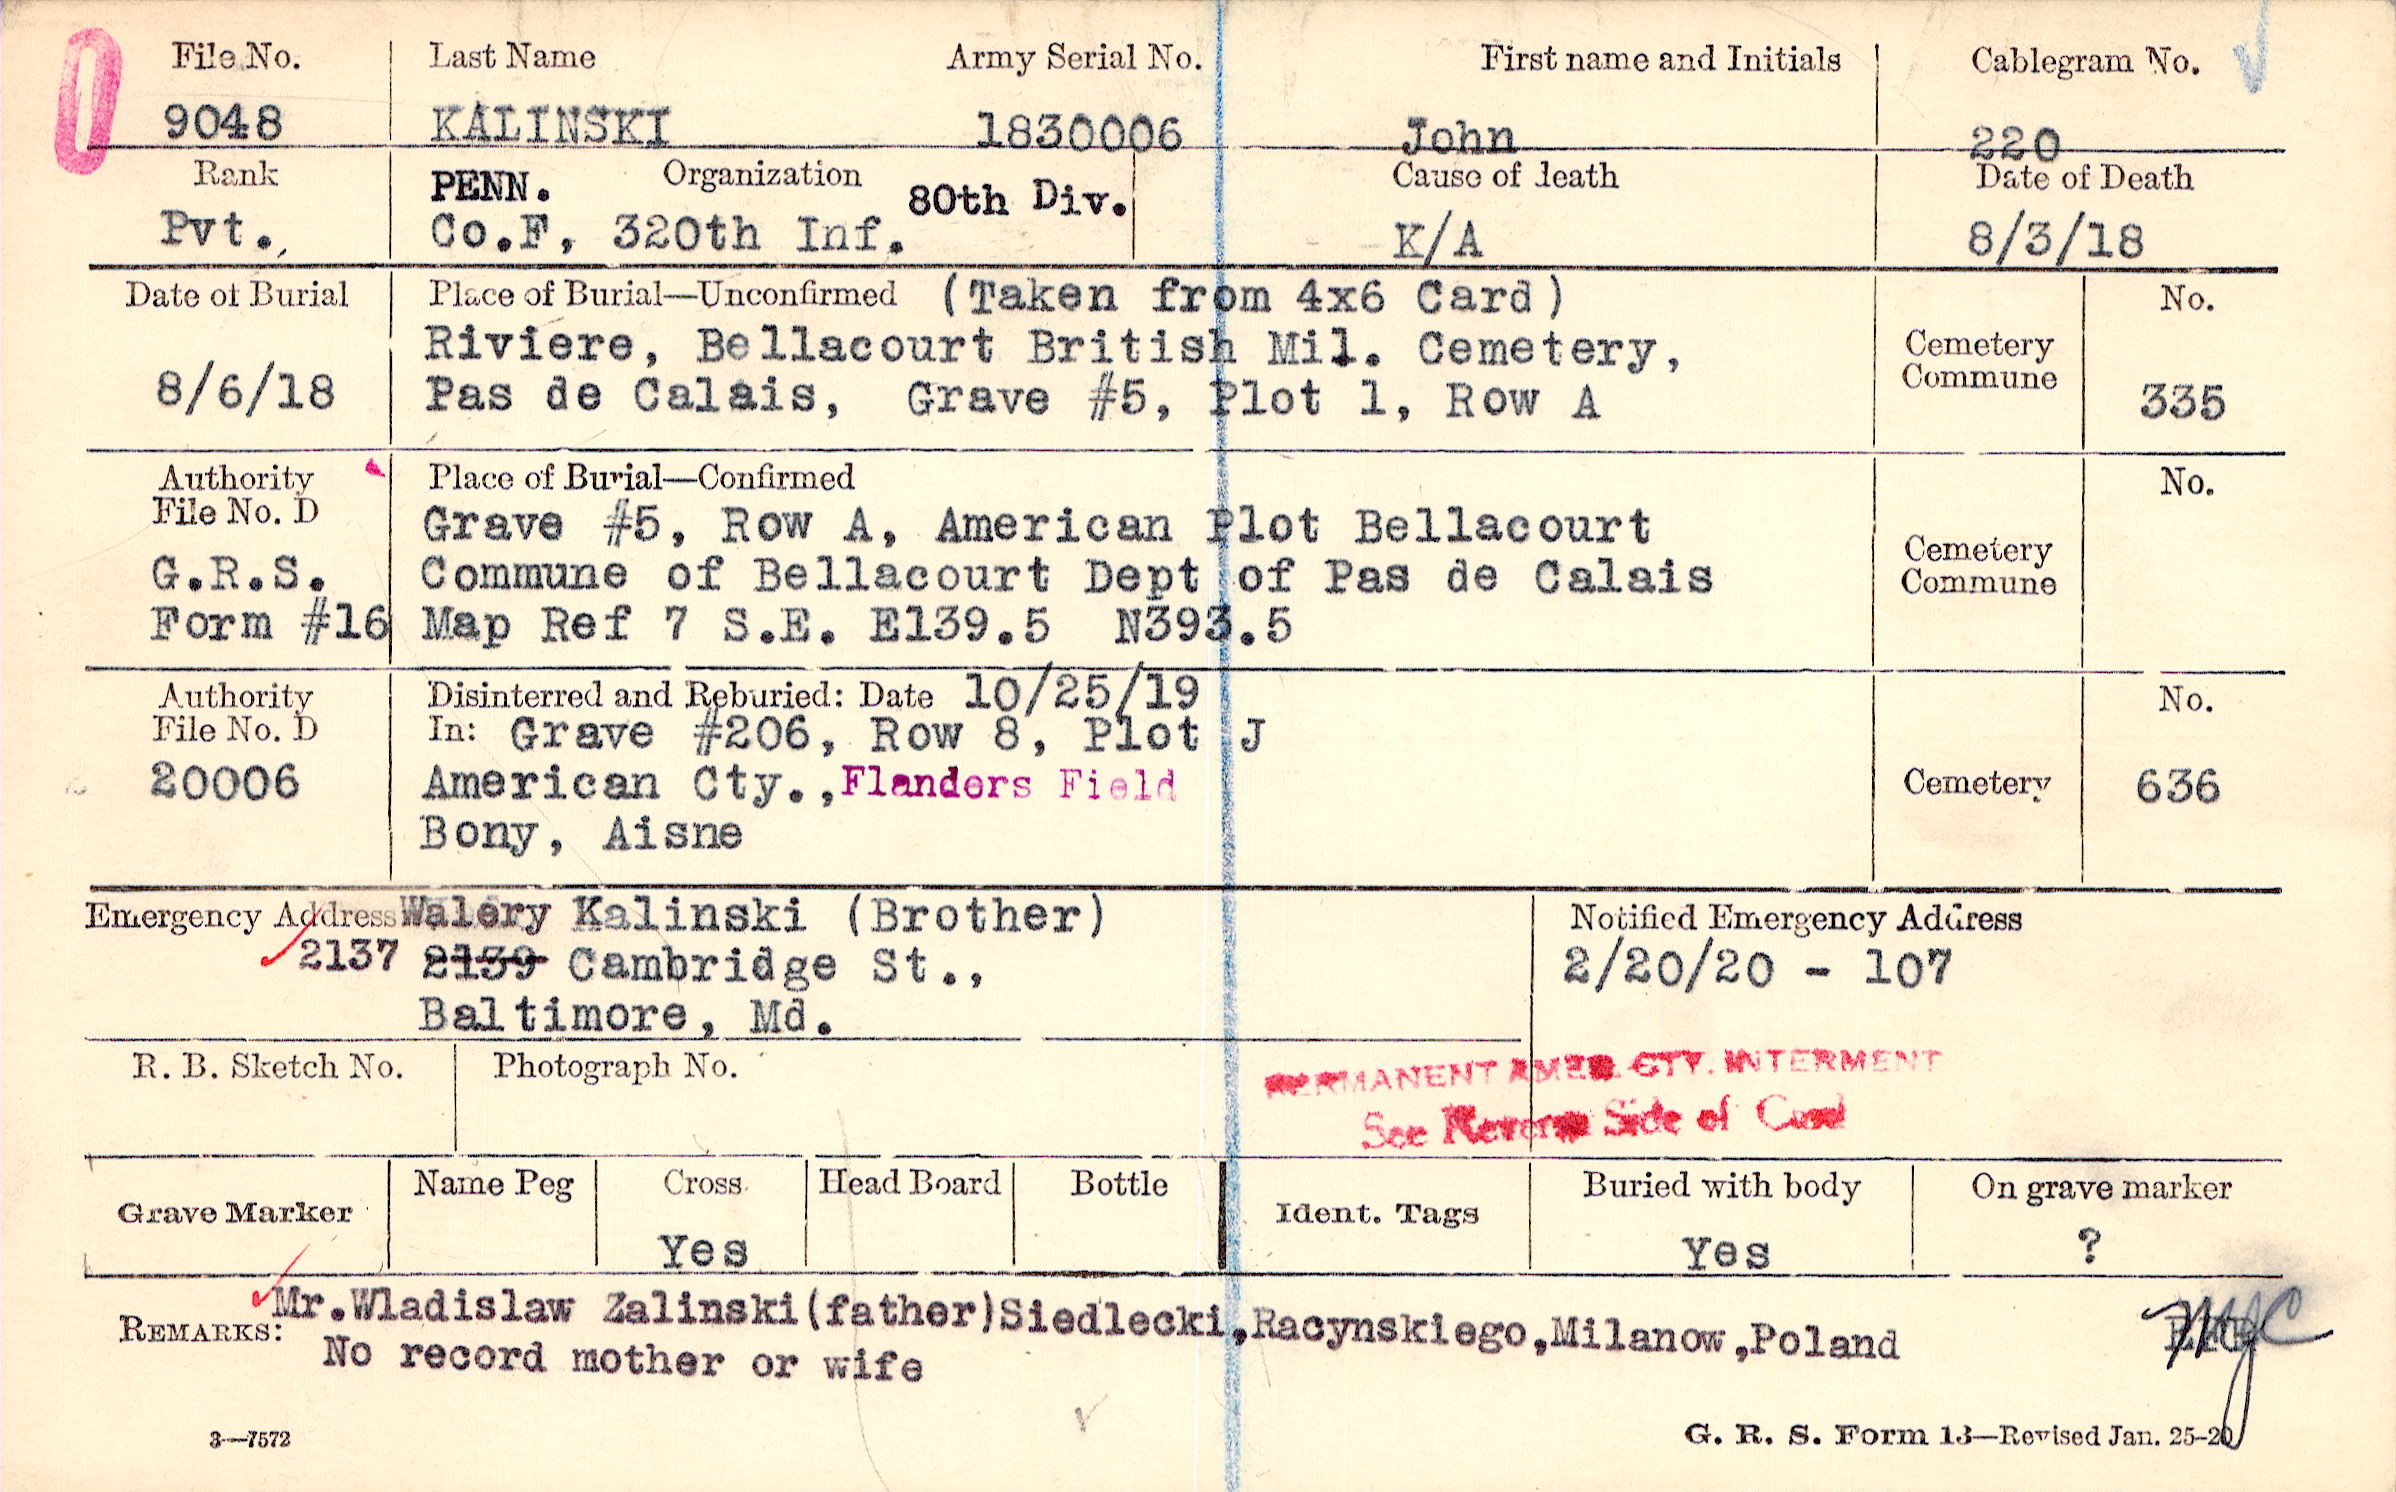 File No. Last Name Army Serial No. First name and Initials Cablegram No.
9048 KALINSKI 1830006 John 220
Rank PENN. Organization 80th Div. Cause of death Date of Death
Pvt., Co.F, 320th Inf. K/A 8/3/18
Date of Burial Place of Burial—Unconfirmed (Taken from 4x6 Card) No.
Riviere, Bellacourt British Mil. Cemetery, Cemetery
8/6/18 Pas de Calais, Grave #5, Plot 1, Row A Commune 335
Authority Place of Burial—Confirmed No.
File No. D Grave #5, Row A, American Plot Bellacourt
G.R.S. Commune of Bellacourt Dept of Pas de Calais Cemetery Commune
Form #16 Map Ref 7 S.E. E139.5 N393.5
Authority Disinterred and Reburied: Date 10/25/19 No.
File No. D In: Grave #206, Row 8, Plot J
20006 American Cty., Flanders Field Cemetery 636
Bony, Aisne
Emergency Address Walery Kalinski (Brother) Notified Emergency Address
2137 2139 Cambridge St., 2/20/20 - 107
Baltimore, Md.
R. B. Sketch No. Photograph No. PERMANENT AMER. CTY. INTERMENT
See Reverse Side of Card
Name Peg Cross Head Board Bottle Buried with body On grave marker
Grave Marker Ident. Tags
Yes Yes ?
REMARKS: Mr.Wladislaw Zalinski(father)Siedlecki,Racynskiego,Milanow,Poland
No record mother or wife
3—7572 G. R. S. Form 13—Revised Jan. 25-20